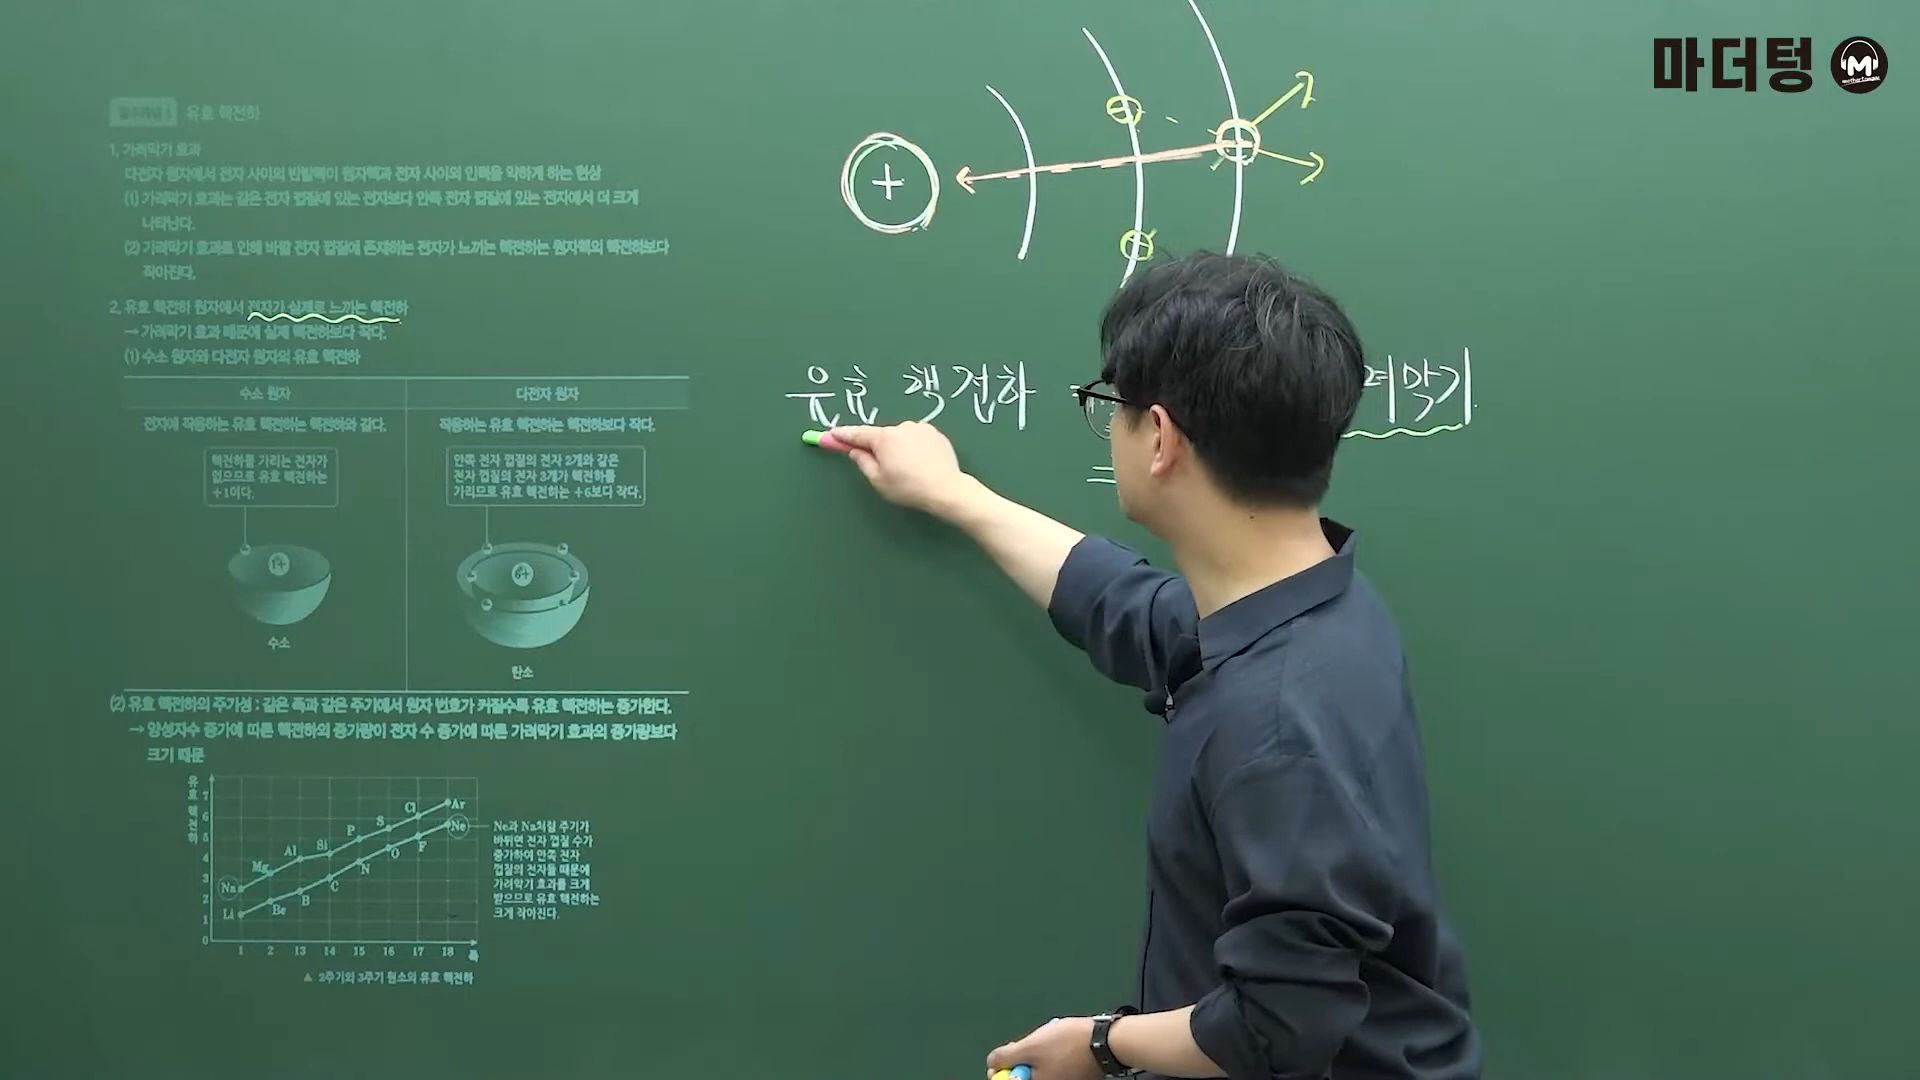 마더텅
유효 핵전하
1. 가려막기 효과
다전자 원자에서 전자 사이의 반발력이 원자핵과 전자 사이의 인력을 약하게 하는 현상
(1) 가려막기 효과는 같은 전자 껍질에 있는 전자보다 안쪽 전자 껍질에 있는 전자에서 더 크게
나타난다.
(2) 가려막기 효과로 인해 바깥 전자 껍질에 존재하는 전자가 느끼는 핵전하는 원자핵의 핵전하보다
작아진다.
2. 유효 핵전하 원자에서 전자가 실제로 느끼는 핵전하
→ 가려막기 효과 때문에 실제 핵전하보다 작다.
(1) 수소 원자와 다전자 원자의 유효 핵전하
수소 원자
다전자 원자
전자에 작용하는 유효 핵전하는 핵전하와 같다.
작용하는 유효 핵전하는 핵전하보다 작다.
핵전하를 가리는 전자가
없으므로 유효 핵전하는
+1이다.
안쪽 전자 껍질의 전자 2개와 같은
전자 껍질의 전자 3개가 핵전하를
가리므로 유효 핵전하는 +6보다 작다.
1+
6+
수소
탄소
(2) 유효 핵전하의 주기성 : 같은 족과 같은 주기에서 원자 번호가 커질수록 유효 핵전하는 증가한다.
→ 양성자수 증가에 따른 핵전하의 증가량이 전자 수 증가에 따른 가려막기 효과의 증가량보다
크기 때문
유효 핵전하
7
6
5
4
3
2
1
0
Na
Mg
Al
Si
P
S
Cl
Ar
Li
Be
B
C
N
O
F
Ne
1 2 13 14 15 16 17 18 족
Ne과 Na처럼 주기가
바뀌면 전자 껍질 수가
증가하여 안쪽 전자
껍질의 전자들 때문에
가려막기 효과를 크게
받으므로 유효 핵전하는
크게 작아진다.
▲ 2주기와 3주기 원소의 유효 핵전하
+
유효 핵전하 =
려막기
=